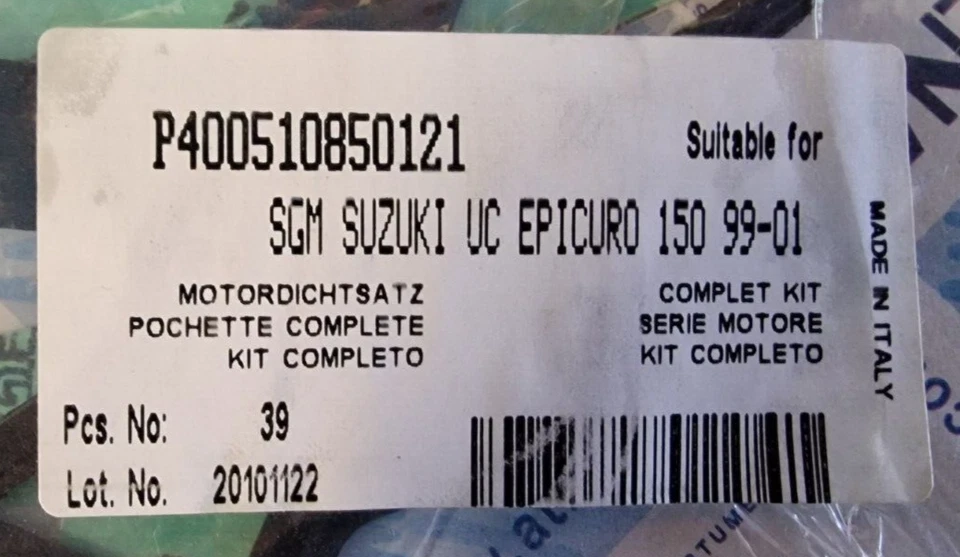 P400510850121
Suitable for
SGM SUZUKI UC EPICURO 150 99-01
MOTORDICHTSATZ
POCHETTE COMPLETE
KIT COMPLETO
COMPLET KIT
SERIE MOTORE
KIT COMPLETO
MADE IN ITALY
Pcs. No: 39
Lot. No. 20101122